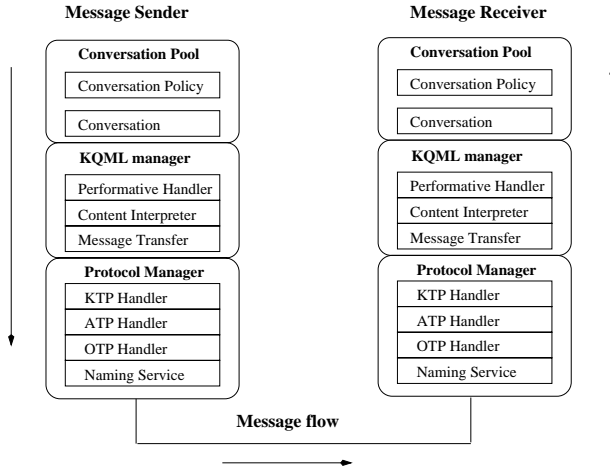 Message Sender
Conversation Pool
Conversation Policy
Conversation
KQML manager
Performative Handler
Content Interpreter
Message Transfer
Protocol Manager
KTP Handler
ATP Handler
OTP Handler
Naming Service
Message Receiver
Conversation Pool
Conversation Policy
Conversation
KQML manager
Performative Handler
Content Interpreter
Message Transfer
Protocol Manager
KTP Handler
ATP Handler
OTP Handler
Naming Service
Message flow